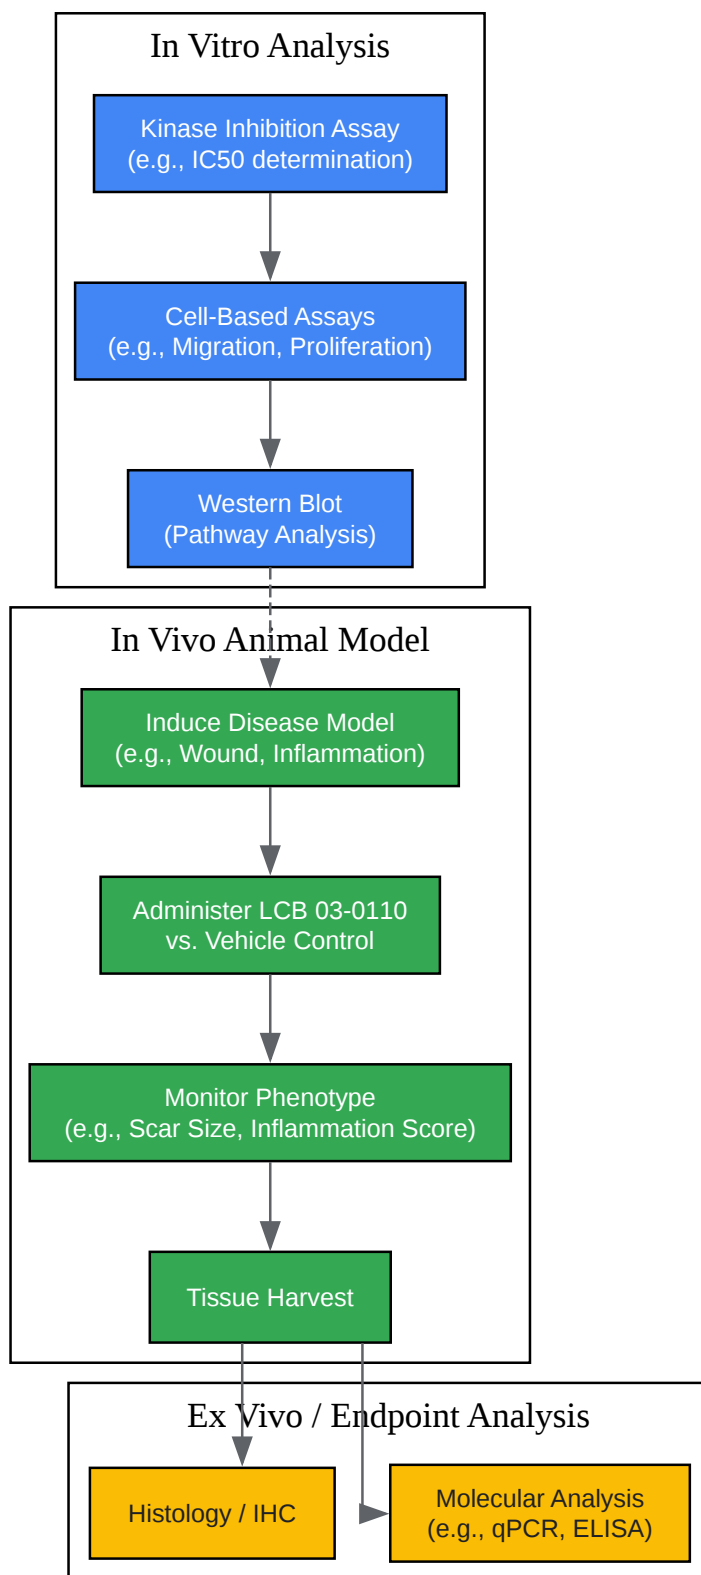 In Vitro Analysis
Kinase Inhibition Assay
(e.g., IC50 determination)
Cell-Based Assays
(e.g., Migration, Proliferation)
Western Blot
(Pathway Analysis)
In Vivo Animal Model
Induce Disease Model
(e.g., Wound, Inflammation)
Administer LCB 03-0110
vs. Vehicle Control
Monitor Phenotype
(e.g., Scar Size, Inflammation Score)
Tissue Harvest
Ex Vivo / Endpoint Analysis
Histology / IHC
Molecular Analysis
(e.g., qPCR, ELISA)